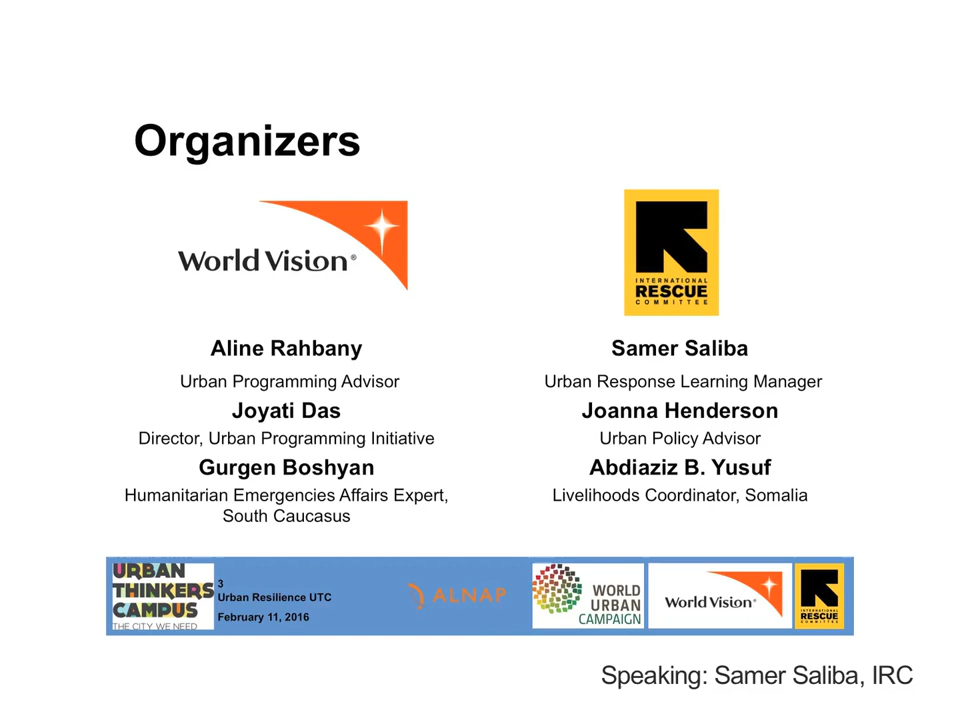 Organizers
World Vision®
INTERNATIONAL
RESCUE
COMMITTEE
Aline Rahbany
Urban Programming Advisor
Joyati Das
Director, Urban Programming Initiative
Gurgen Boshyan
Humanitarian Emergencies Affairs Expert,
South Caucasus
Samer Saliba
Urban Response Learning Manager
Joanna Henderson
Urban Policy Advisor
Abdiaziz B. Yusuf
Livelihoods Coordinator, Somalia
URBAN
THINKERS
CAMPUS
THE CITY WE NEED
3
Urban Resilience UTC
February 11, 2016
ALNAP
WORLD
URBAN
CAMPAIGN
World Vision®
INTERNATIONAL
RESCUE
COMMITTEE
Speaking: Samer Saliba, IRC